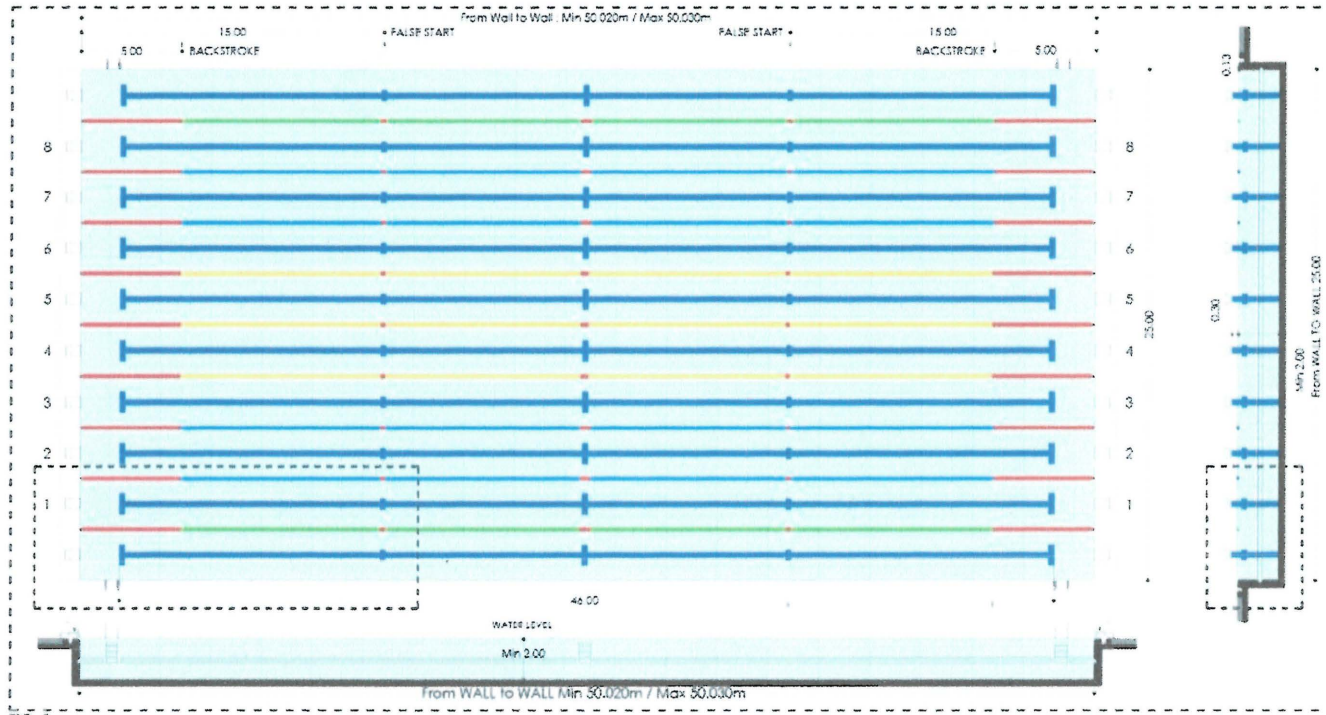 From Wall to Wall : Min 50.020m / Max 50.030m
15.00 FALSE START FALSE START 15.00
5.00 BACKSTROKE BACKSTROKE 5.00
0.13
8 8
7 7
6 6
5 5
4 4
3 3
2 2
1 1
25.00
0.30
Min 2.00
From WALL TO WALL 25.00
46.00
WATER LEVEL
Min 2.00
From WALL to WALL Min 50.020m / Max 50.030m